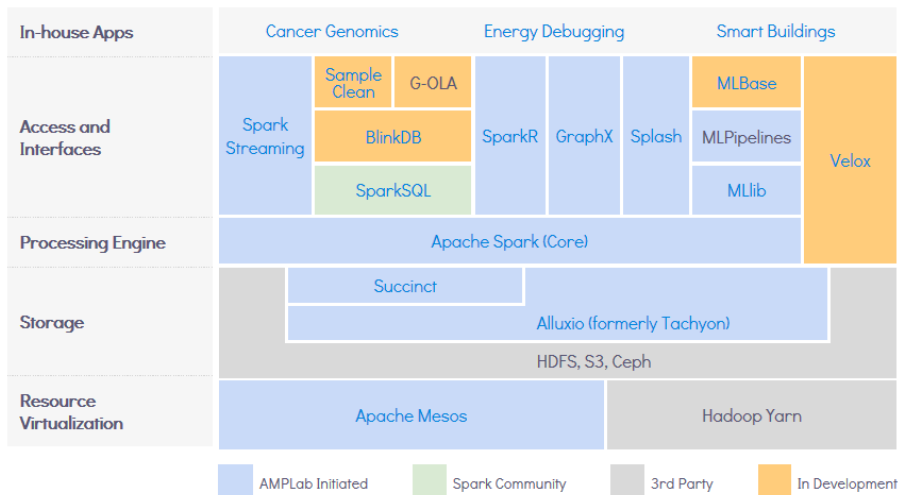 In-house Apps
Cancer Genomics
Energy Debugging
Smart Buildings
Access and
Interfaces
Spark
Streaming
Sample
Clean
G-OLA
BlinkDB
SparkSQL
SparkR
GraphX
Splash
MLBase
MLPipelines
MLlib
Velox
Processing Engine
Apache Spark (Core)
Storage
Succinct
Alluxio (formerly Tachyon)
HDFS, S3, Ceph
Resource
Virtualization
Apache Mesos
Hadoop Yarn
AMPLab Initiated
Spark Community
3rd Party
In Development